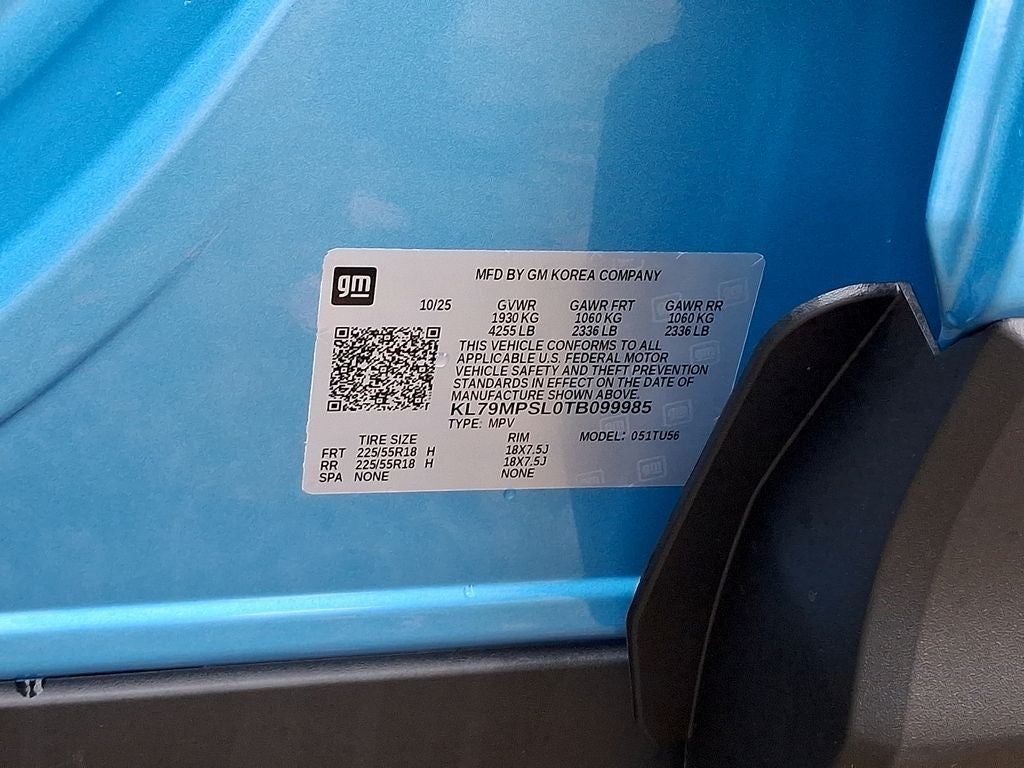 gm
MFD BY GM KOREA COMPANY
10/25 GVWR GAWR FRT GAWR RR
1930 KG 1060 KG 1060 KG
4255 LB 2336 LB 2336 LB
THIS VEHICLE CONFORMS TO ALL
APPLICABLE U.S. FEDERAL MOTOR
VEHICLE SAFETY AND THEFT PREVENTION
STANDARDS IN EFFECT ON THE DATE OF
MANUFACTURE SHOWN ABOVE.
KL79MPSL0TB099985
TYPE: MPV
TIRE SIZE RIM MODEL: 051TU56
FRT 225/55R18 H 18X7.5J
RR 225/55R18 H 18X7.5J
SPA NONE NONE